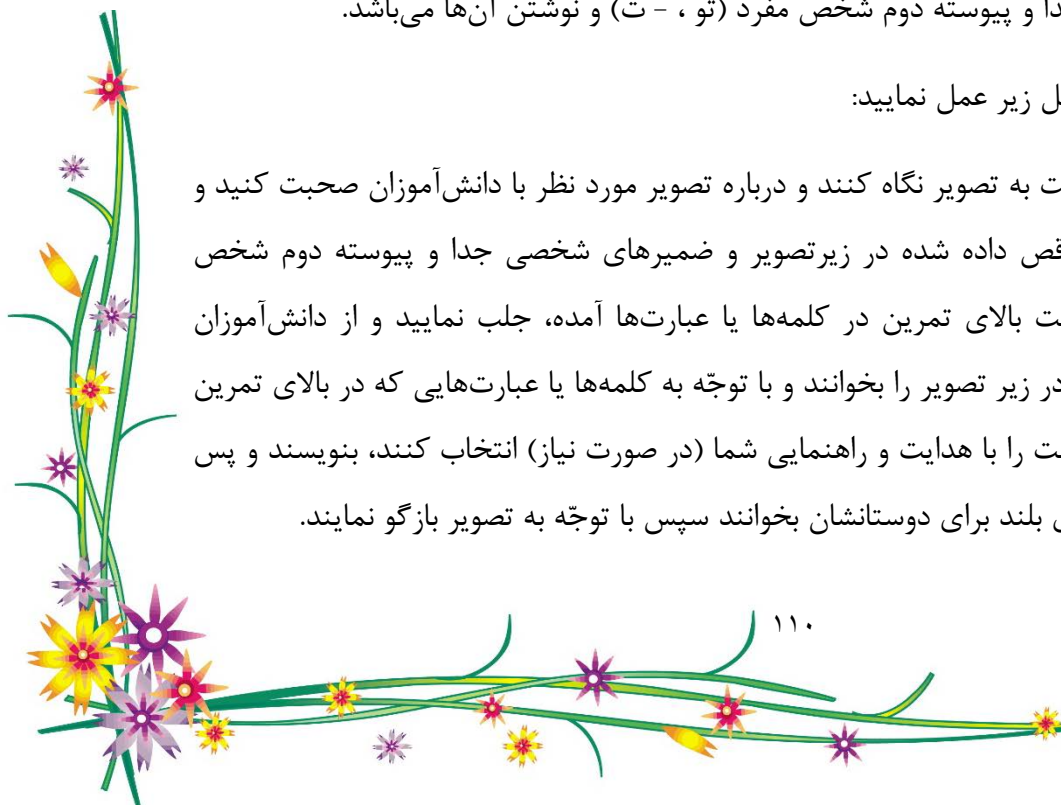 دا و پیوسته دوم شخص مفرد (تو ، - ت) و نوشتن آن‌ها می‌باشد.
ل زیر عمل نمایید:
ت به تصویر نگاه کنند و درباره تصویر مورد نظر با دانش‌آموزان صحبت کنید و
قص داده شده در زیرتصویر و ضمیرهای شخصی جدا و پیوسته دوم شخص
ت بالای تمرین در کلمه‌ها یا عبارت‌ها آمده، جلب نمایید و از دانش‌آموزان
در زیر تصویر را بخوانند و با توجّه به کلمه‌ها یا عبارت‌هایی که در بالای تمرین
ت را با هدایت و راهنمایی شما (در صورت نیاز) انتخاب کنند، بنویسند و پس
ی بلند برای دوستانشان بخوانند سپس با توجّه به تصویر بازگو نمایند.
۱۱۰